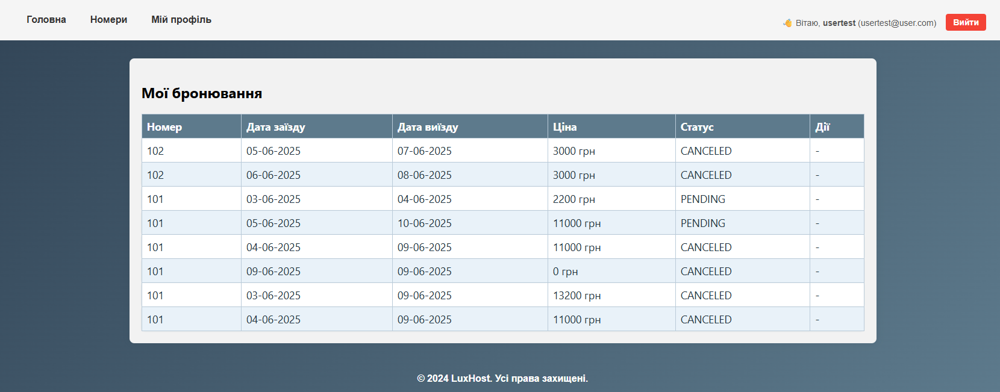 Головна Номери Мій профіль 👋 Вітаю, usertest (usertest@user.com) Вийти
Мої бронювання
Номер Дата заїзду Дата виїзду Ціна Статус Дії
102 05-06-2025 07-06-2025 3000 грн CANCELED -
102 06-06-2025 08-06-2025 3000 грн CANCELED -
101 03-06-2025 04-06-2025 2200 грн PENDING -
101 05-06-2025 10-06-2025 11000 грн PENDING -
101 04-06-2025 09-06-2025 11000 грн CANCELED -
101 09-06-2025 09-06-2025 0 грн CANCELED -
101 03-06-2025 09-06-2025 13200 грн CANCELED -
101 04-06-2025 09-06-2025 11000 грн CANCELED -
© 2024 LuxHost. Усі права захищені.